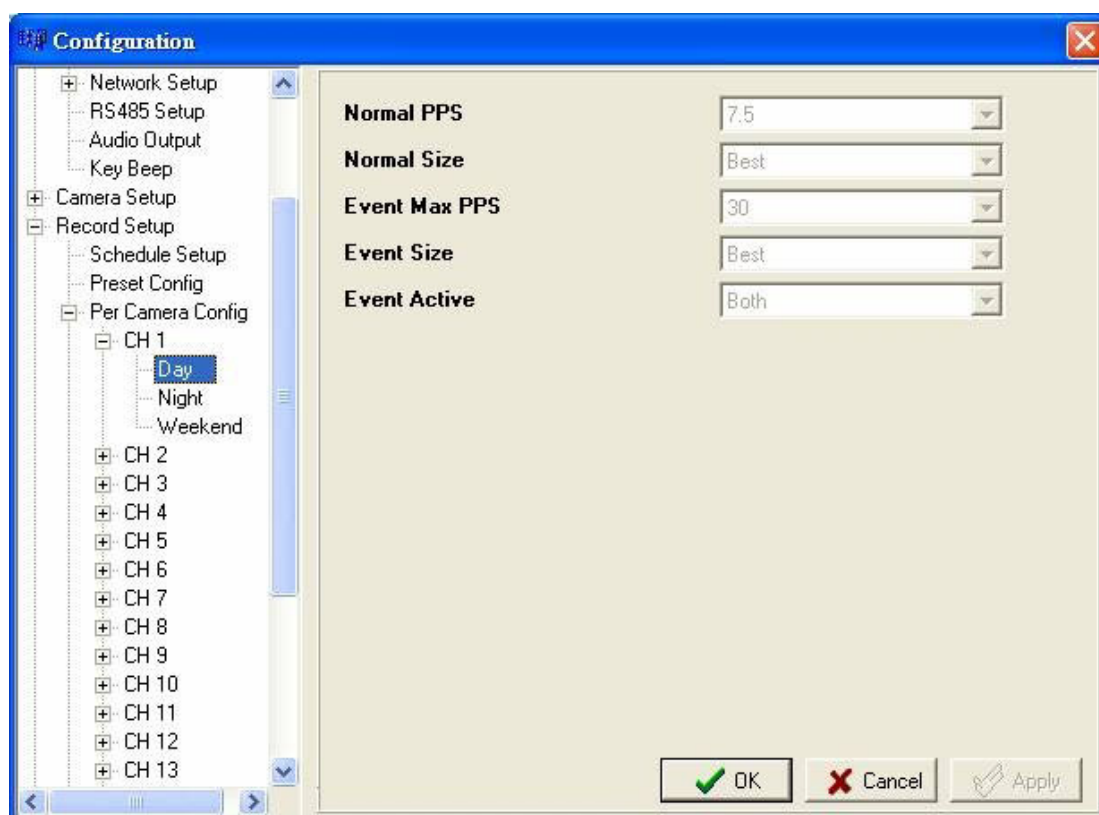 Configuration
Network Setup
RS485 Setup
Audio Output
Key Beep
Camera Setup
Record Setup
Schedule Setup
Preset Config
Per Camera Config
CH 1
Day
Night
Weekend
CH 2
CH 3
CH 4
CH 5
CH 6
CH 7
CH 8
CH 9
CH 10
CH 11
CH 12
CH 13
Normal PPS 7.5
Normal Size Best
Event Max PPS 30
Event Size Best
Event Active Both
OK Cancel Apply